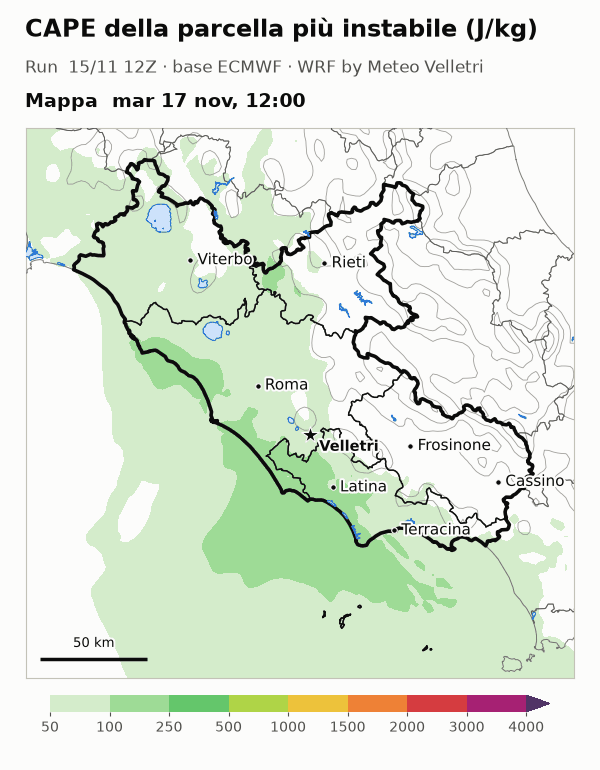 CAPE della parcella più instabile (J/kg)
Run  15/11 12Z · base ECMWF · WRF by Meteo Velletri
Mappa  mar 17 nov, 12:00
Viterbo
Rieti
Roma
Velletri
Frosinone
Cassino
Latina
Terracina
50 km
50 100 250 500 1000 1500 2000 3000 4000